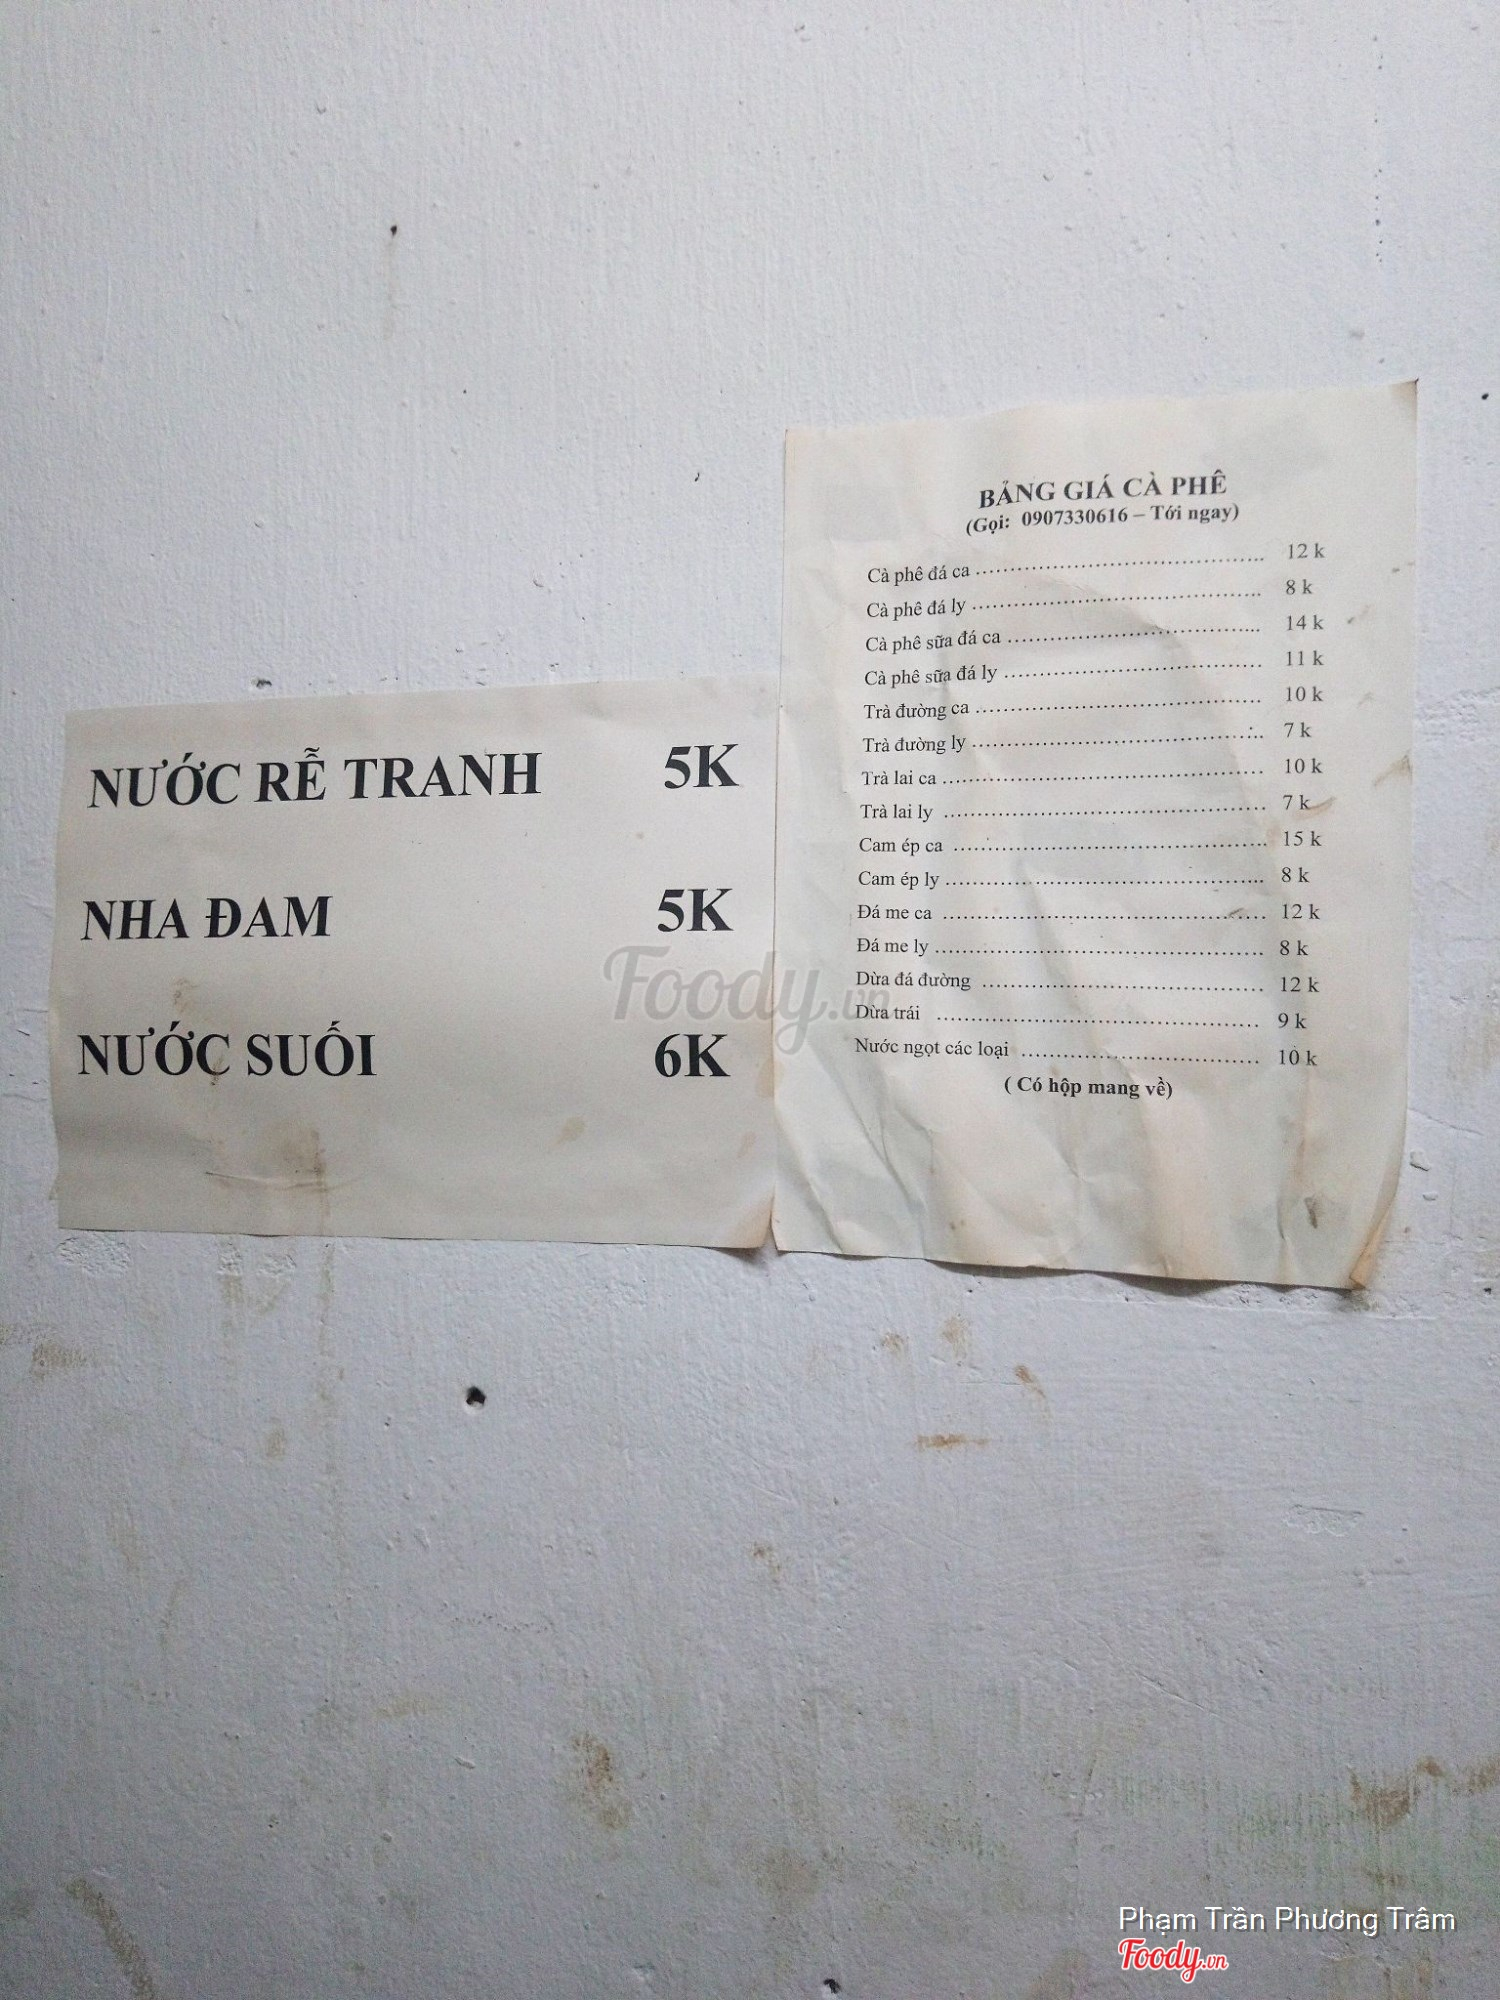 NƯỚC RỄ TRANH 5K
NHA ĐAM 5K
NƯỚC SUỐI 6K
BẢNG GIÁ CÀ PHÊ
(Gọi: 0907330616 – Tới ngay)
Cà phê đá ca ........ 12 k
Cà phê đá ly ........ 8 k
Cà phê sữa đá ca ........ 14 k
Cà phê sữa đá ly ........ 11 k
Trà đường ca ........ 10 k
Trà đường ly ........ 7 k
Trà lai ca ........ 10 k
Trà lai ly ........ 7 k
Cam ép ca ........ 15 k
Cam ép ly ........ 8 k
Đá me ca ........ 12 k
Đá me ly ........ 8 k
Dừa đá đường ........ 12 k
Dừa trái ........ 9 k
Nước ngọt các loại ........ 10 k
( Có hộp mang về)
Foody.vn
Phạm Trần Phương Trâm
Foody.vn